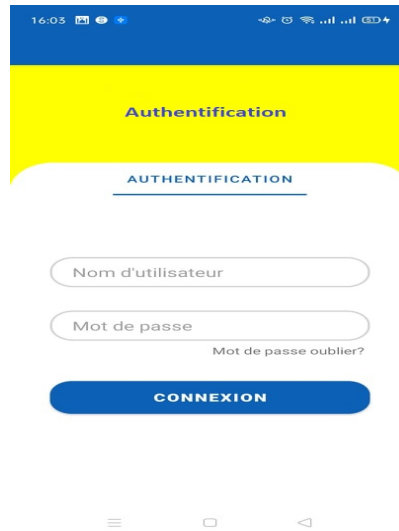 16:03
Authentification
AUTHENTIFICATION
Nom d'utilisateur
Mot de passe
Mot de passe oublier?
CONNEXION